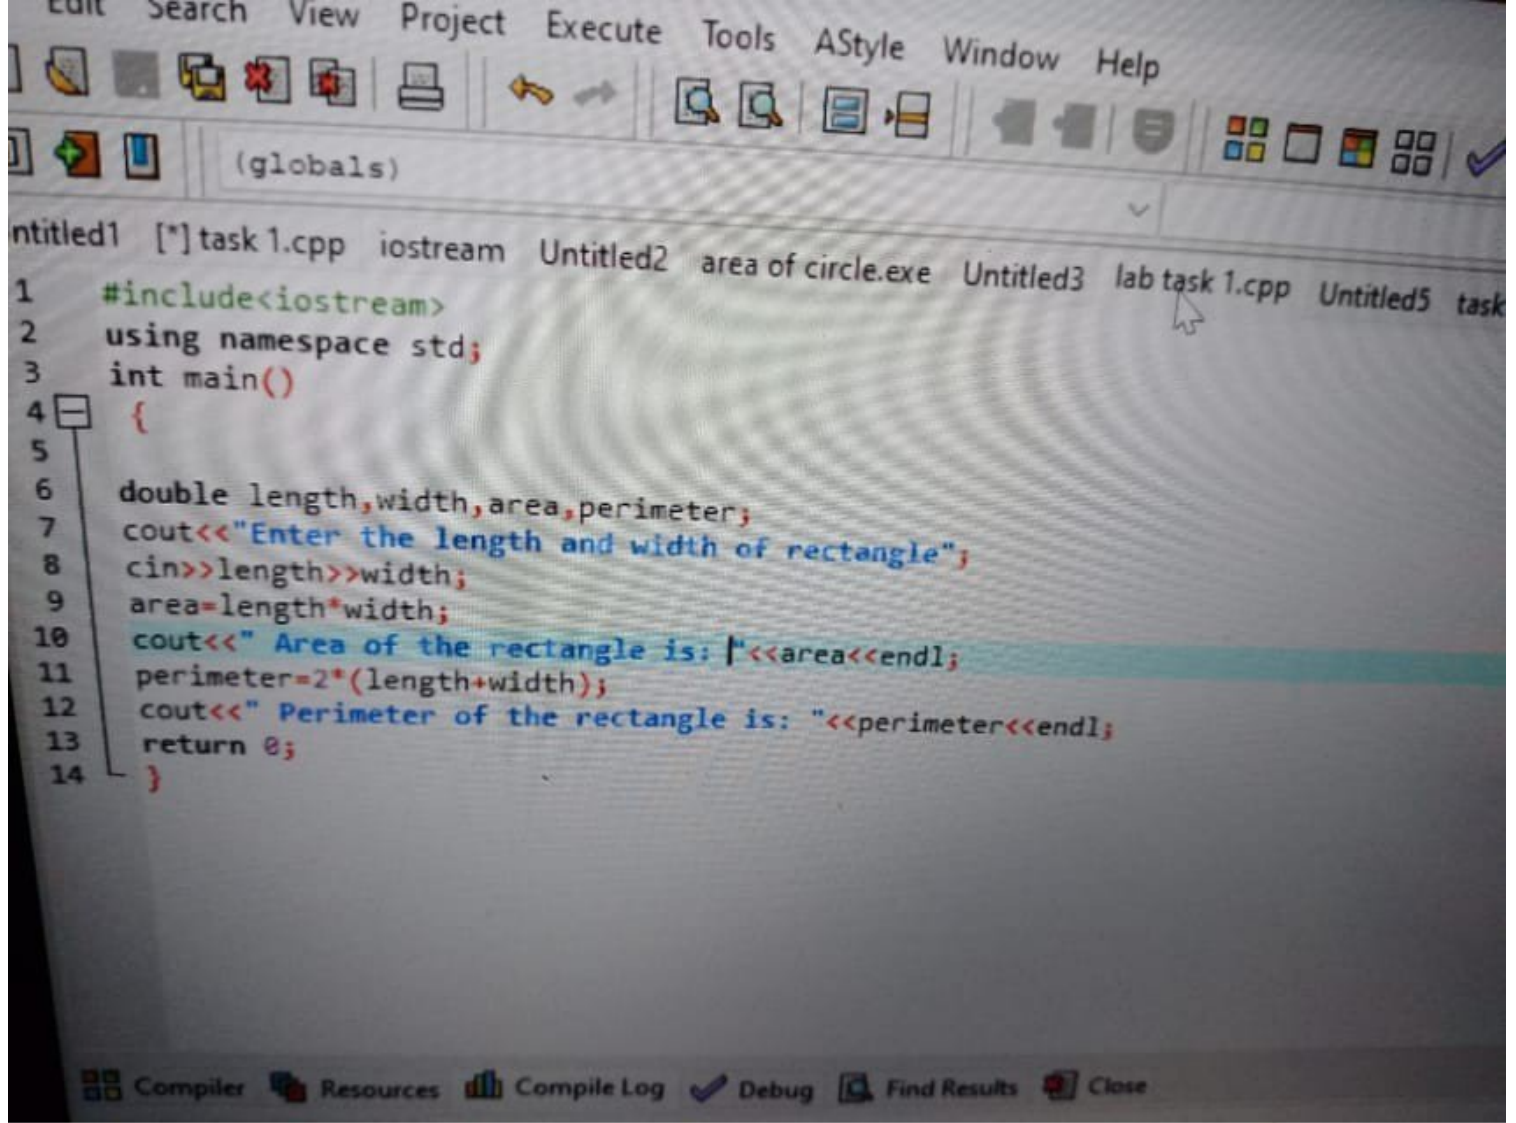 Edit Search View Project Execute Tools AStyle Window Help
(globals)
ntitled1 [*] task 1.cpp iostream Untitled2 area of circle.exe Untitled3 lab task 1.cpp Untitled5 task
1 #include<iostream>
2 using namespace std;
3 int main()
4 {
5
6 double length,width,area,perimeter;
7 cout<<"Enter the length and width of rectangle";
8 cin>>length>>width;
9 area=length*width;
10 cout<<" Area of the rectangle is: "<<area<<endl;
11 perimeter=2*(length+width);
12 cout<<" Perimeter of the rectangle is: "<<perimeter<<endl;
13 return 0;
14 }
Compiler Resources Compile Log Debug Find Results Close